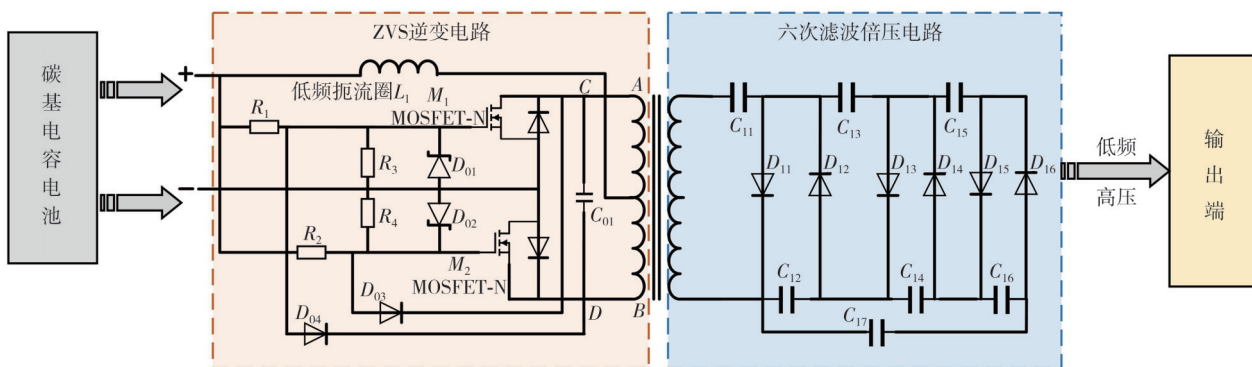 碳基电容电池
+
−
ZVS逆变电路
低频扼流圈L₁
M₁
MOSFET-N
C
A
R₁
R₃
D₀₁
R₄
D₀₂
C₀₁
R₂
M₂
MOSFET-N
D₀₃
D₀₄
D
B
六次滤波倍压电路
C₁₁
C₁₃
C₁₅
D₁₁
D₁₂
D₁₃
D₁₄
D₁₅
D₁₆
C₁₂
C₁₄
C₁₆
C₁₇
低频
高压
输出端